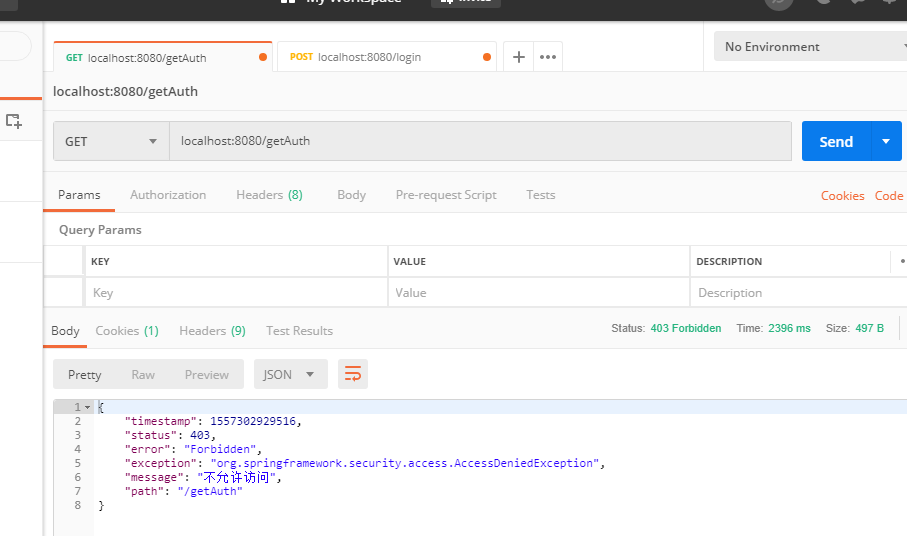 My Workspace
Invite
GET localhost:8080/getAuth
POST localhost:8080/login
No Environment
localhost:8080/getAuth
GET localhost:8080/getAuth Send
Params Authorization Headers (8) Body Pre-request Script Tests Cookies Code
Query Params
KEY VALUE DESCRIPTION
Key Value Description
Body Cookies (1) Headers (9) Test Results Status: 403 Forbidden Time: 2396 ms Size: 497 B
Pretty Raw Preview JSON
1 {
2 "timestamp": 1557302929516,
3 "status": 403,
4 "error": "Forbidden",
5 "exception": "org.springframework.security.access.AccessDeniedException",
6 "message": "不允许访问",
7 "path": "/getAuth"
8 }